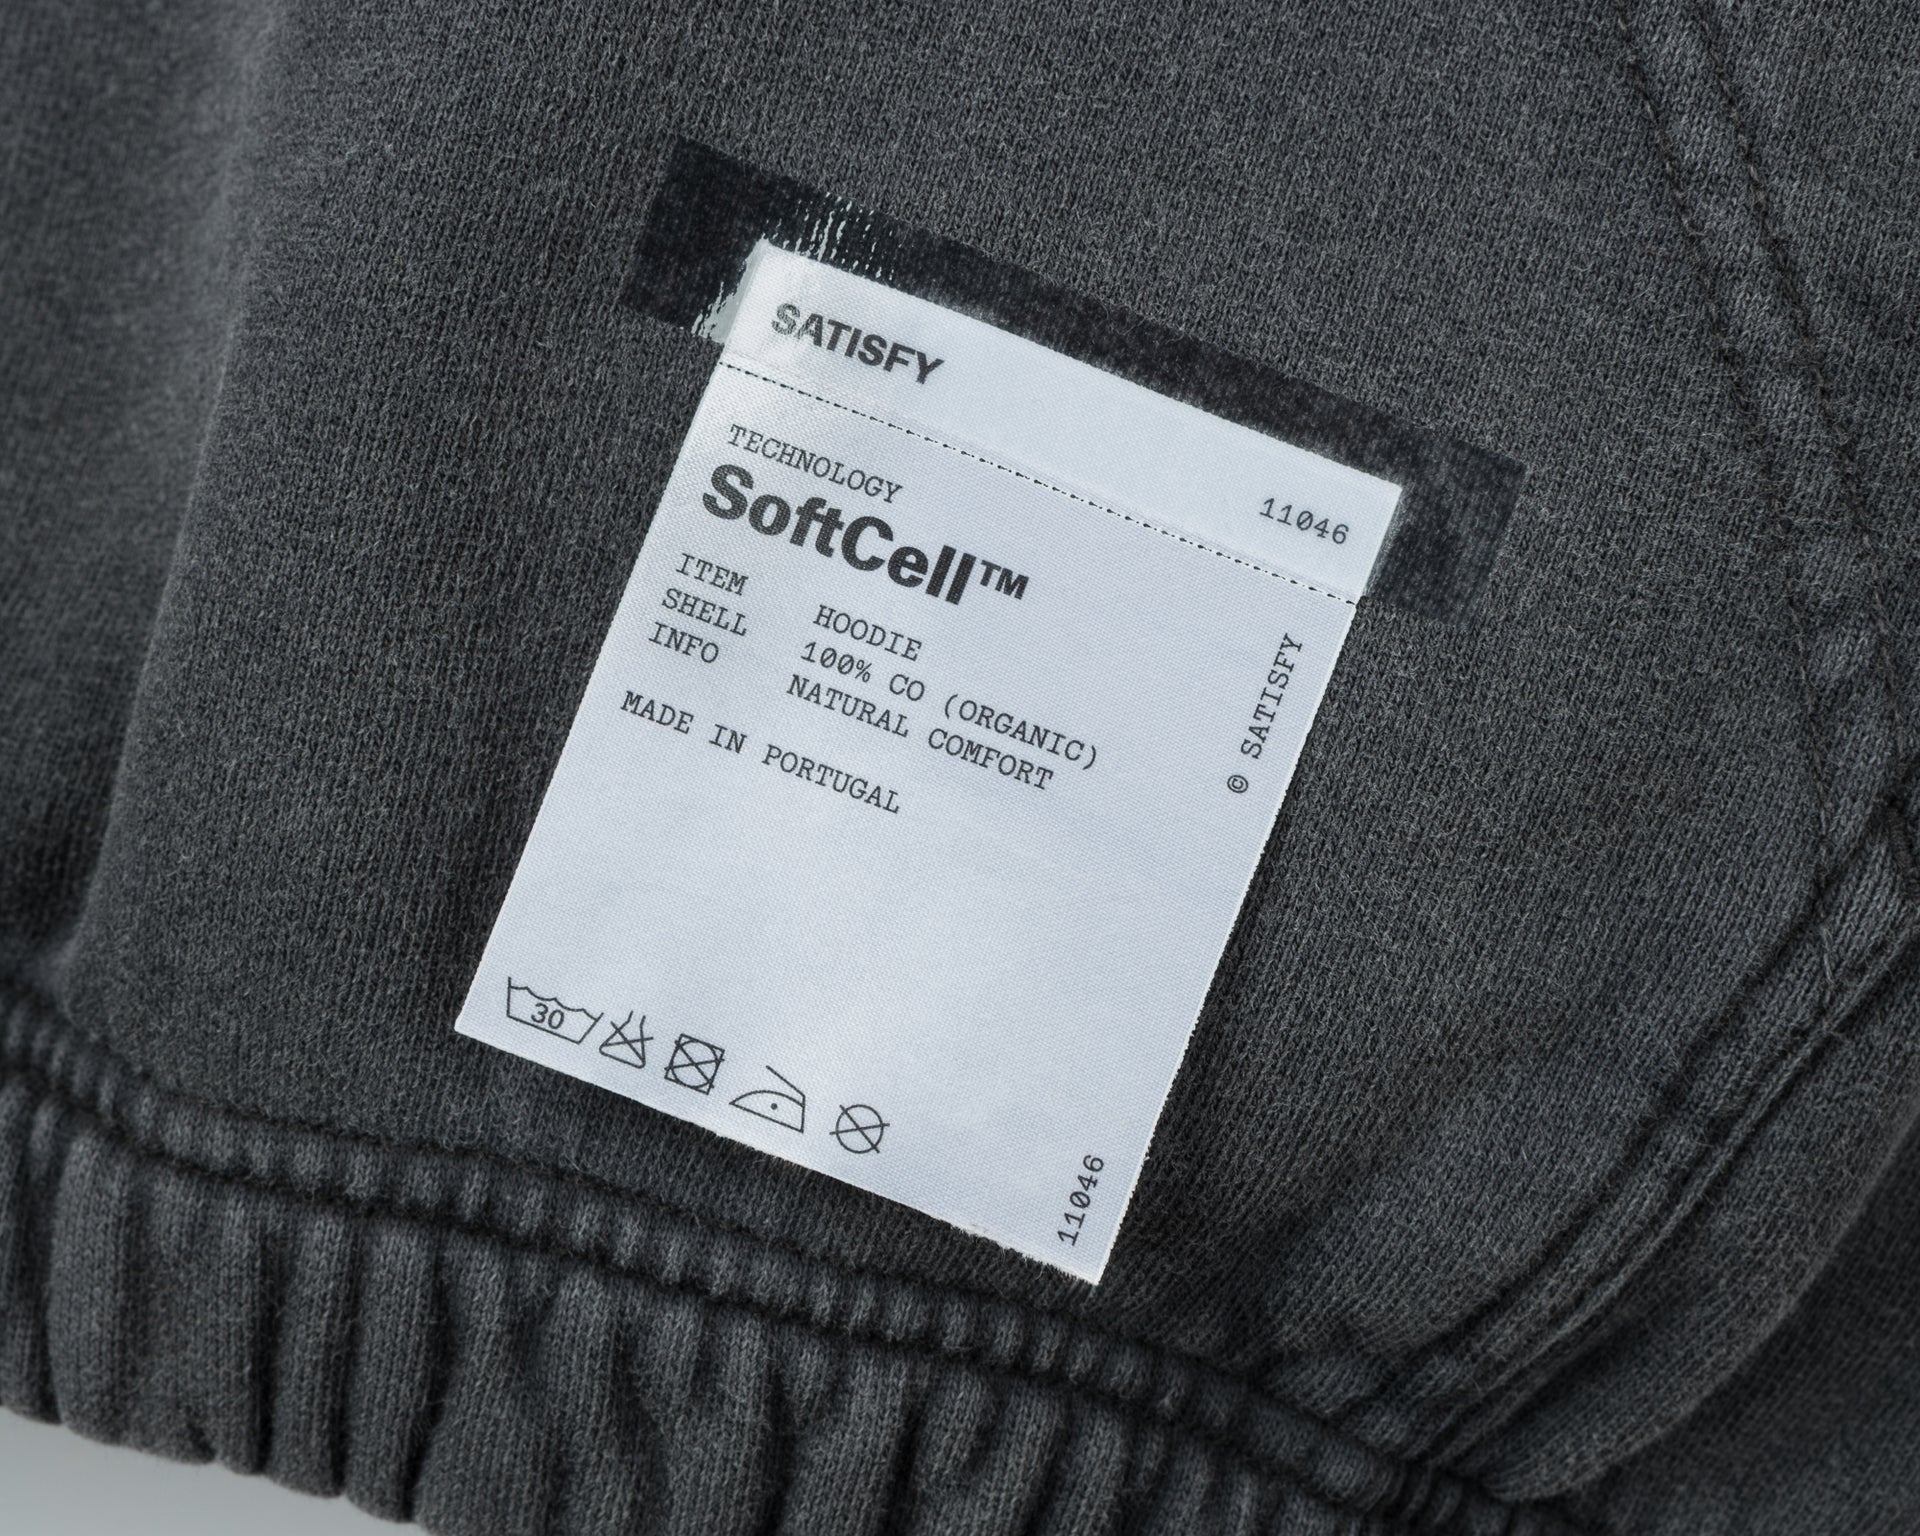 SATISFY
11046
TECHNOLOGY
SoftCell™
ITEM HOODIE
SHELL 100% CO (ORGANIC)
INFO NATURAL COMFORT
MADE IN PORTUGAL
© SATISFY
30
11046